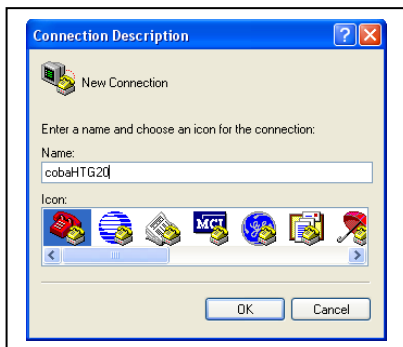 Connection Description
New Connection
Enter a name and choose an icon for the connection:
Name:
cobaHTG20
Icon:
MCI
OK Cancel